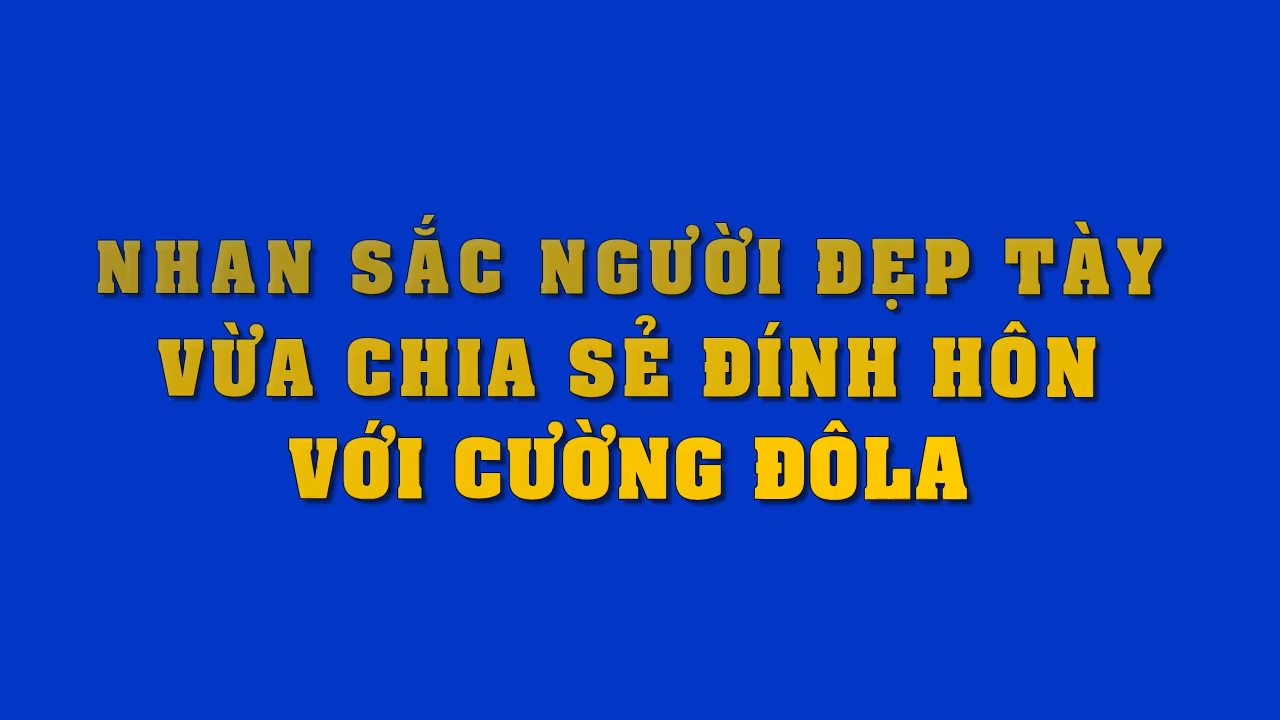 NHAN SẮC NGƯỜI ĐẸP TÀY
VỪA CHIA SẺ ĐÍNH HÔN
VỚI CƯỜNG ĐÔLA